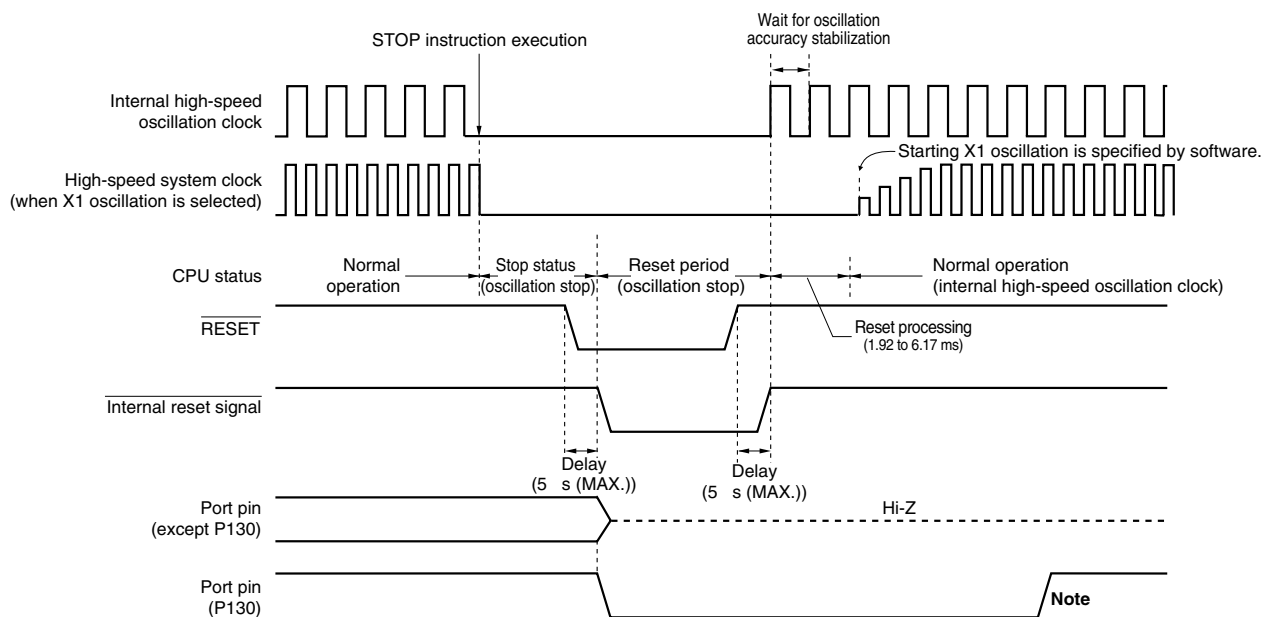 Wait for oscillation
accuracy stabilization
STOP instruction execution
Internal high-speed
oscillation clock
Starting X1 oscillation is specified by software.
High-speed system clock
(when X1 oscillation is selected)
CPU status
Normal
operation
Stop status
(oscillation stop)
Reset period
(oscillation stop)
Normal operation
(internal high-speed oscillation clock)
RESET
Reset processing
(1.92 to 6.17 ms)
Internal reset signal
Delay
(5 s (MAX.))
Delay
(5 s (MAX.))
Port pin
(except P130)
Hi-Z
Port pin
(P130)
Note